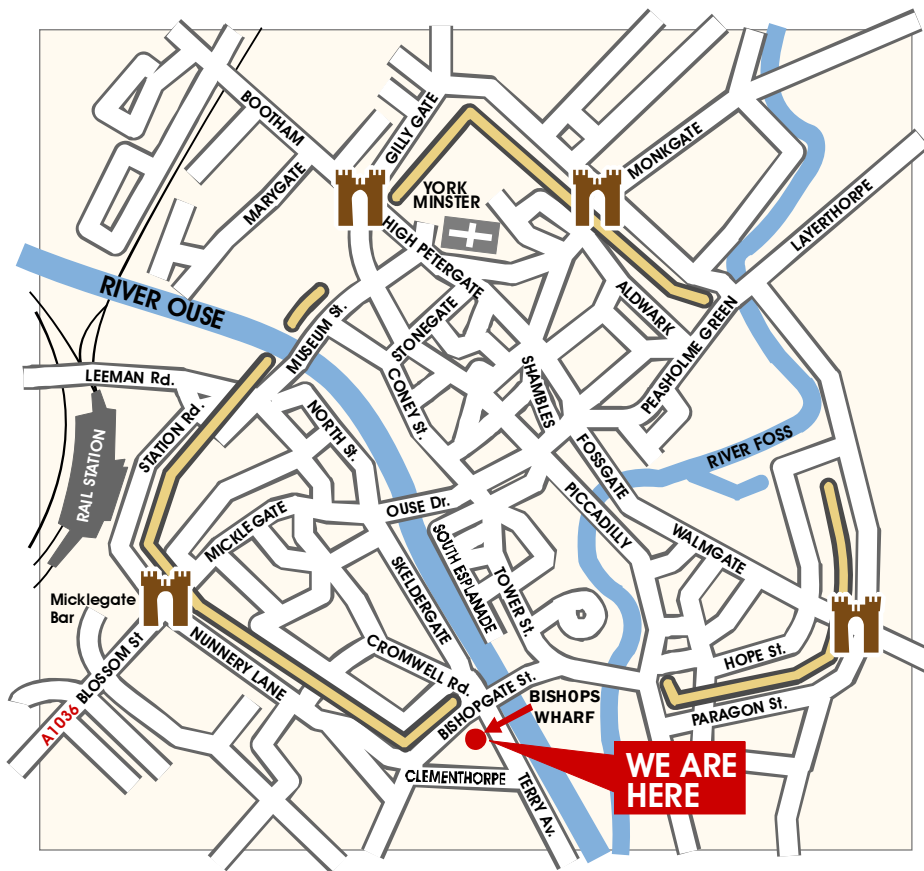 BOOTHAM
GILLY GATE
MONKGATE
MARYGATE
YORK
MINSTER
LAYERTHORPE
HIGH PETERGATE
RIVER OUSE
MUSEUM St.
STONEGATE
ALDWARK
PEASHOLME GREEN
LEEMAN Rd.
CONEY St.
SHAMBLES
STATION Rd.
NORTH St.
RAIL STATION
FOSSGATE
RIVER FOSS
MICKLEGATE
OUSE Dr.
PICCADILLY
WALMGATE
SOUTH ESPLANADE
SKELDERGATE
TOWER St.
Micklegate
Bar
NUNNERY LANE
CROMWELL Rd.
HOPE St.
A1036 BLOSSOM St
BISHOPGATE St.
BISHOPS
WHARF
PARAGON St.
CLEMENTHORPE
TERRY Av.
WE ARE
HERE